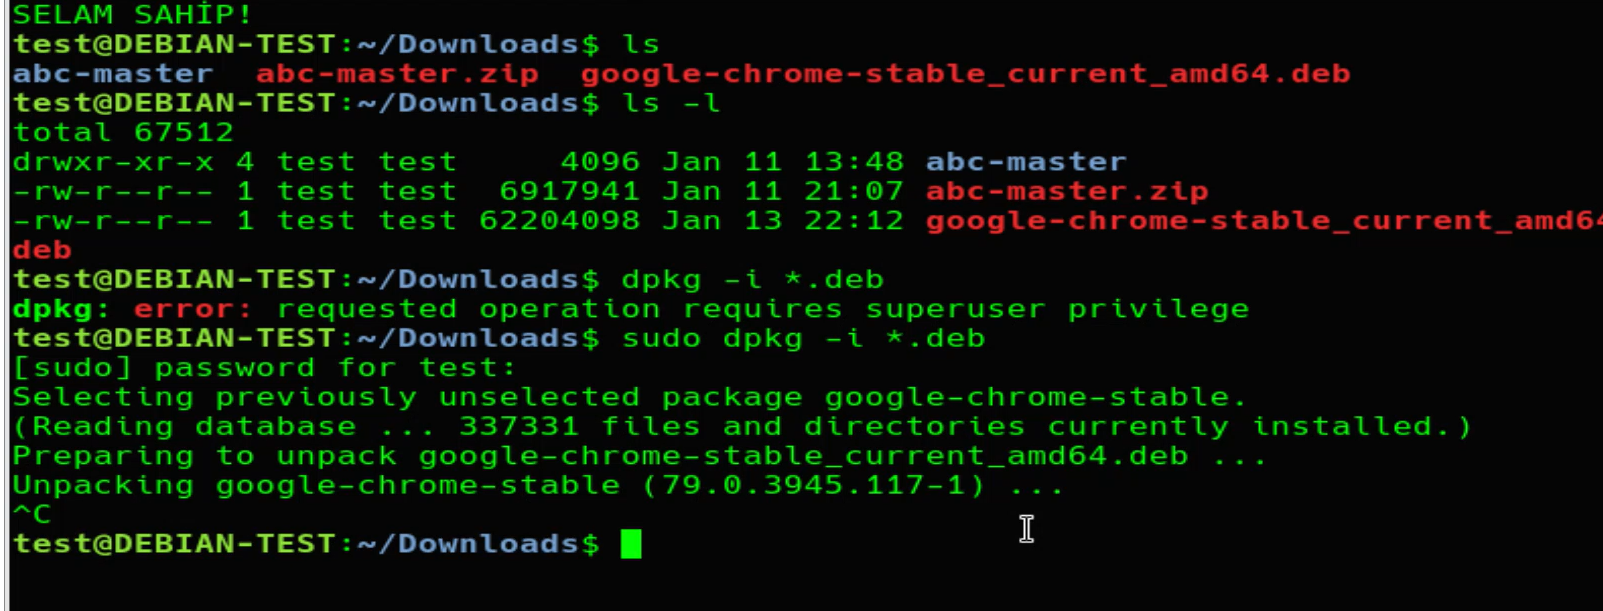 SELAM SAHİP!
test@DEBIAN-TEST:~/Downloads$ ls
abc-master  abc-master.zip  google-chrome-stable_current_amd64.deb
test@DEBIAN-TEST:~/Downloads$ ls -l
total 67512
drwxr-xr-x 4 test test     4096 Jan 11 13:48 abc-master
-rw-r--r-- 1 test test  6917941 Jan 11 21:07 abc-master.zip
-rw-r--r-- 1 test test 62204098 Jan 13 22:12 google-chrome-stable_current_amd64
deb
test@DEBIAN-TEST:~/Downloads$ dpkg -i *.deb
dpkg: error: requested operation requires superuser privilege
test@DEBIAN-TEST:~/Downloads$ sudo dpkg -i *.deb
[sudo] password for test:
Selecting previously unselected package google-chrome-stable.
(Reading database ... 337331 files and directories currently installed.)
Preparing to unpack google-chrome-stable_current_amd64.deb ...
Unpacking google-chrome-stable (79.0.3945.117-1) ...
^C
test@DEBIAN-TEST:~/Downloads$